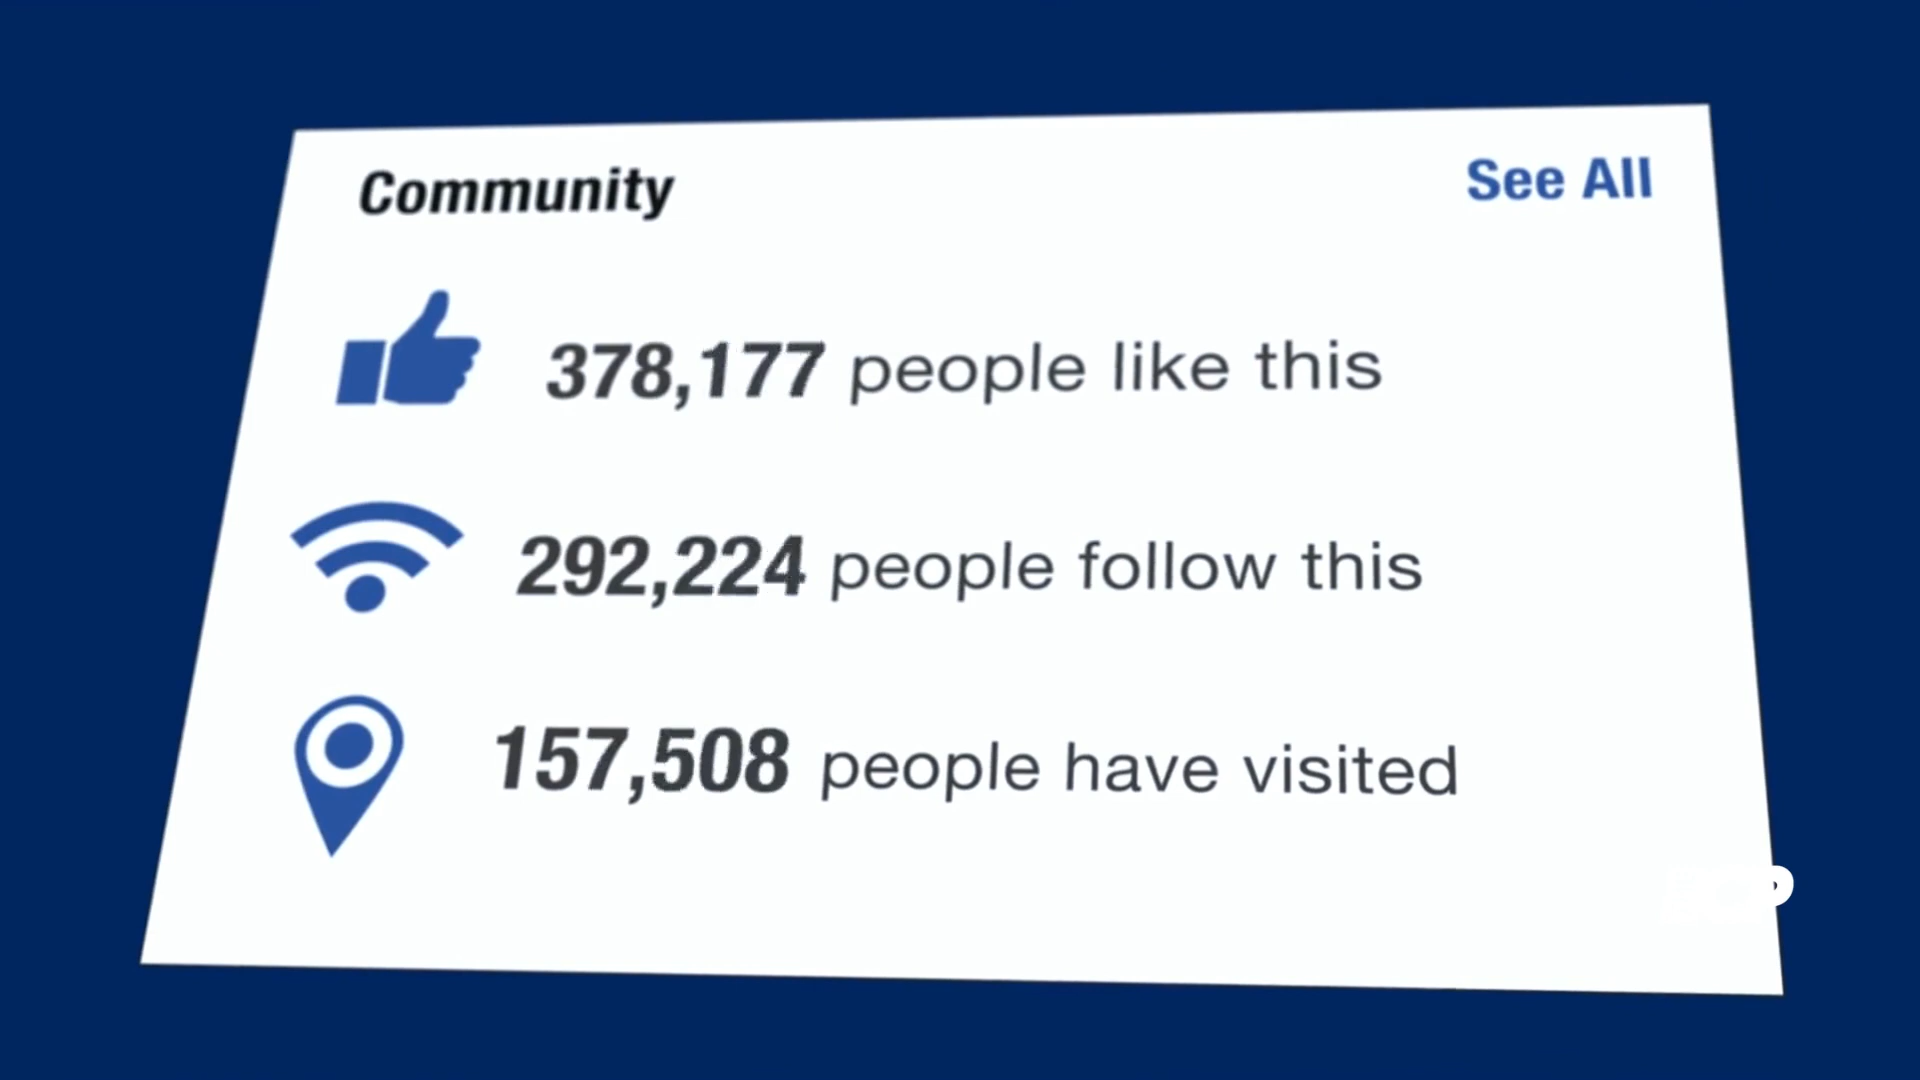 Community
See All
378,177 people like this
292,224 people follow this
157,508 people have visited